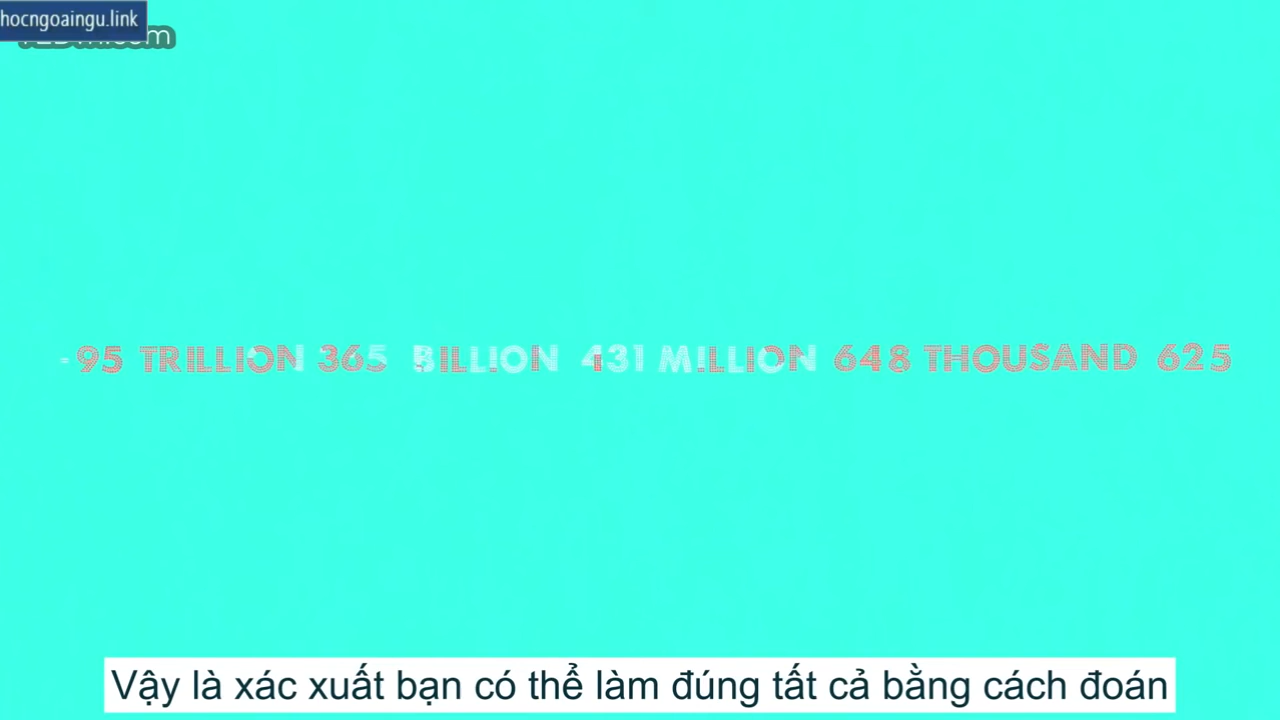 hocngoaingu.link
95 TRILLION 365 BILLION 431 MILLION 648 THOUSAND 625
Vậy là xác xuất bạn có thể làm đúng tất cả bằng cách đoán